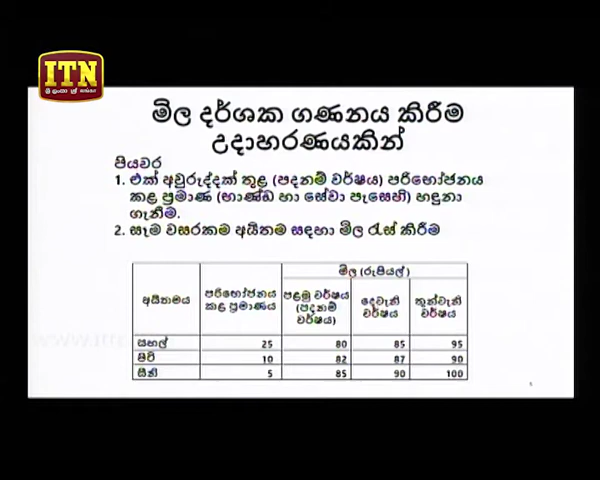 ITN
මිල දර්ශක ගණනය කිරීම
උදාහරණයකින්
පියවර
1. එක් අවුරුද්දක් තුළ (පදනම් වර්ෂය) පරිභෝජනය
කළ ප්‍රමාණ (භාණ්ඩ හා සේවා පැසෙහි) හඳුනා
ගැනීම.
2. සෑම වසරකම අයිතම සඳහා මිල රැස් කිරීම
මිල (රුපියල්)
අයිතමය පරිභෝජනය කළ ප්‍රමාණය පළමු වර්ෂය (පදනම් වර්ෂය) දෙවැනි වර්ෂය තුන්වැනි වර්ෂය
සහල් 25 80 85 95
පිටි 10 82 87 90
සීනි 5 85 90 100